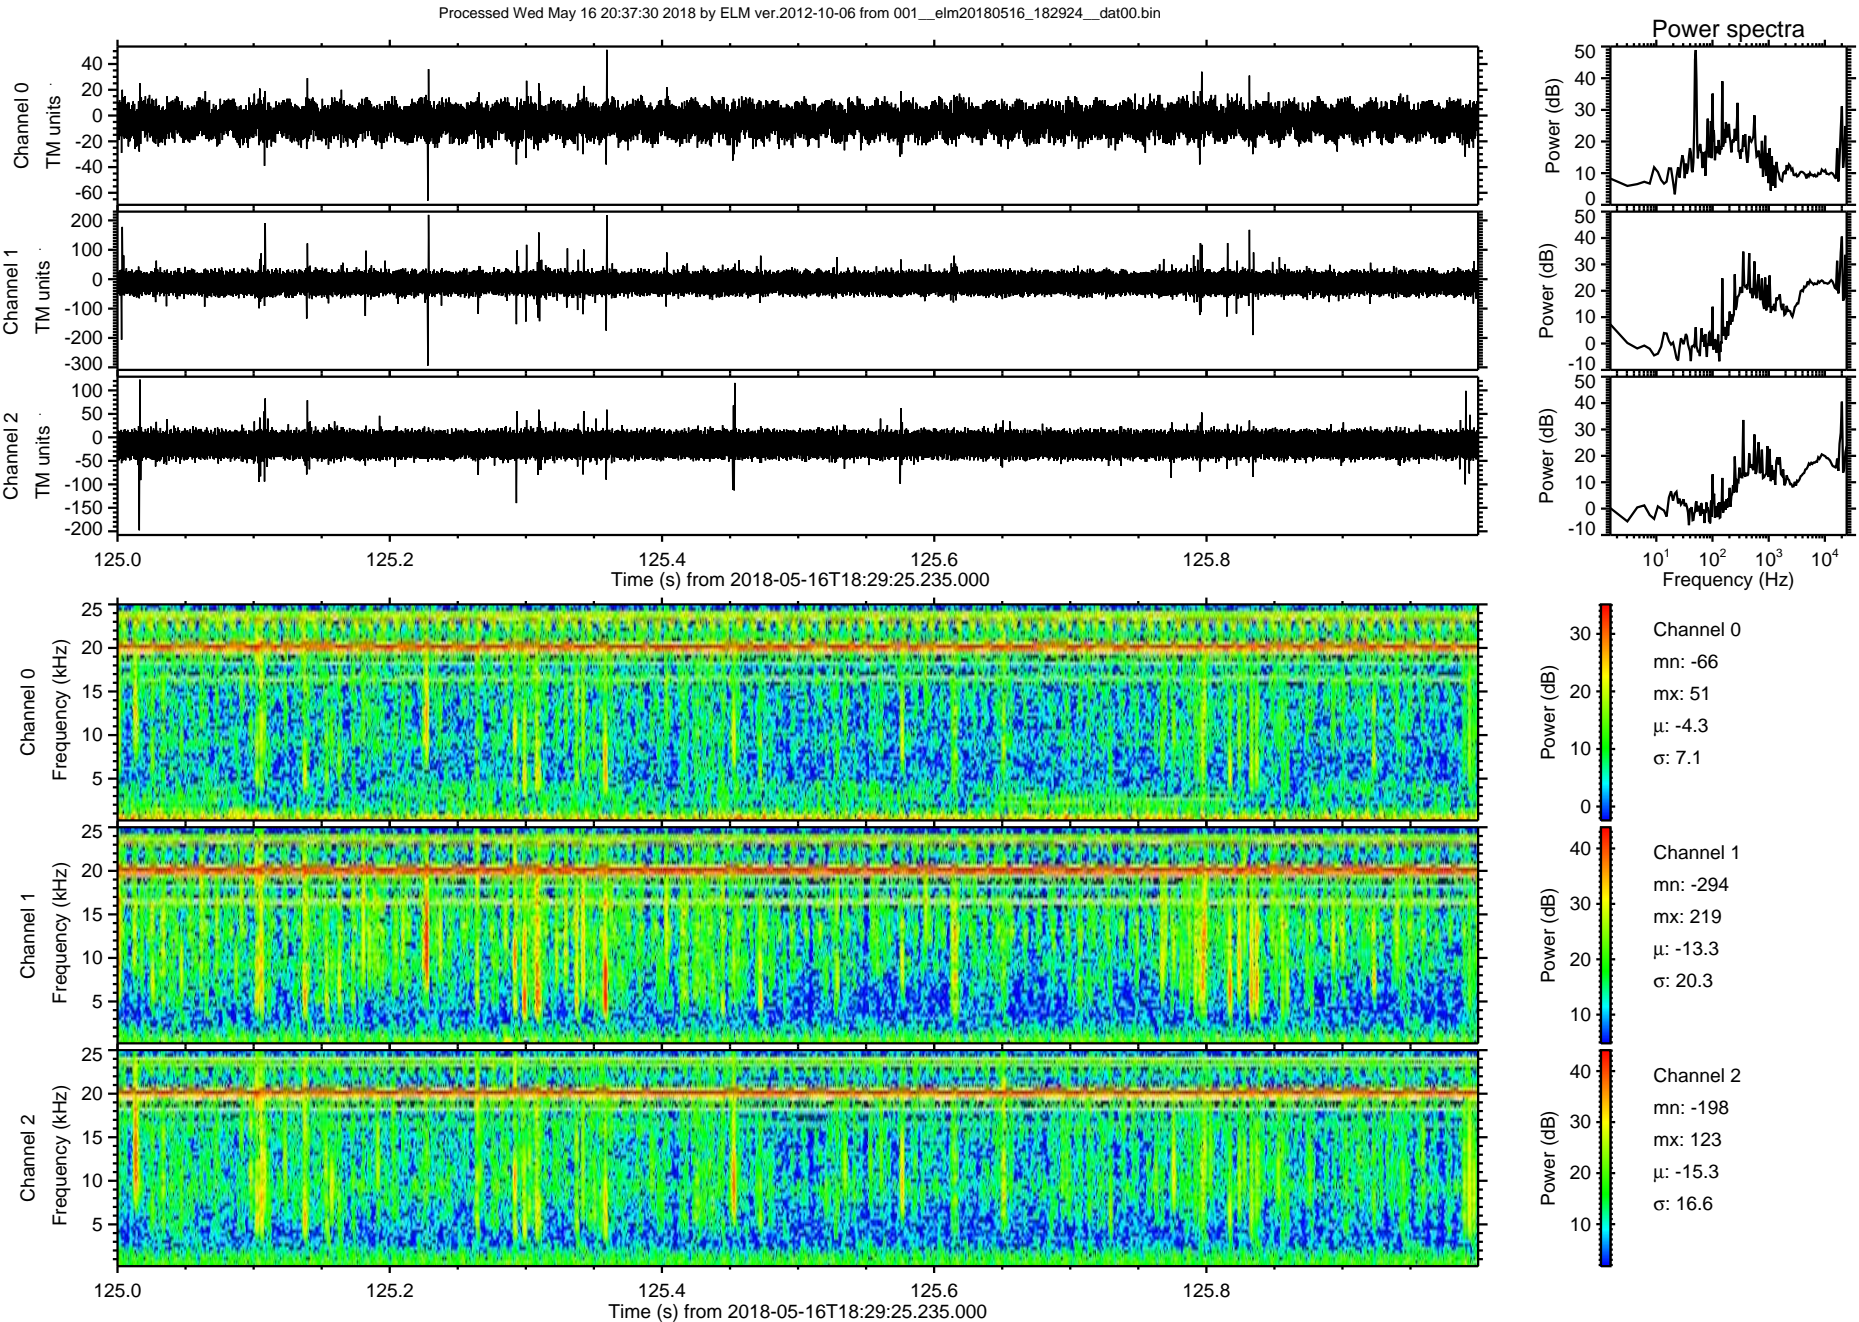 Processed Wed May 16 20:37:30 2018 by ELM ver.2012-10-06 from 001__elm20180516_182924__dat00.bin
Power spectra
Channel 0
TM units
40
20
0
-20
-40
-60
Power (dB)
50
40
30
20
10
0
Channel 1
TM units
200
100
0
-100
-200
-300
Power (dB)
50
40
30
20
10
0
-10
Channel 2
TM units
100
50
0
-50
-100
-150
-200
Power (dB)
50
40
30
20
10
0
-10
125.0 125.2 125.4 125.6 125.8
Time (s) from 2018-05-16T18:29:25.235.000
10¹ 10² 10³ 10⁴
Frequency (Hz)
Channel 0
Frequency (kHz)
25
20
15
10
5
Power (dB)
30
20
10
0
Channel 0
mn: -66
mx: 51
μ: -4.3
σ: 7.1
Channel 1
Frequency (kHz)
25
20
15
10
5
Power (dB)
40
30
20
10
Channel 1
mn: -294
mx: 219
μ: -13.3
σ: 20.3
Channel 2
Frequency (kHz)
25
20
15
10
5
Power (dB)
40
30
20
10
Channel 2
mn: -198
mx: 123
μ: -15.3
σ: 16.6
125.0 125.2 125.4 125.6 125.8
Time (s) from 2018-05-16T18:29:25.235.000